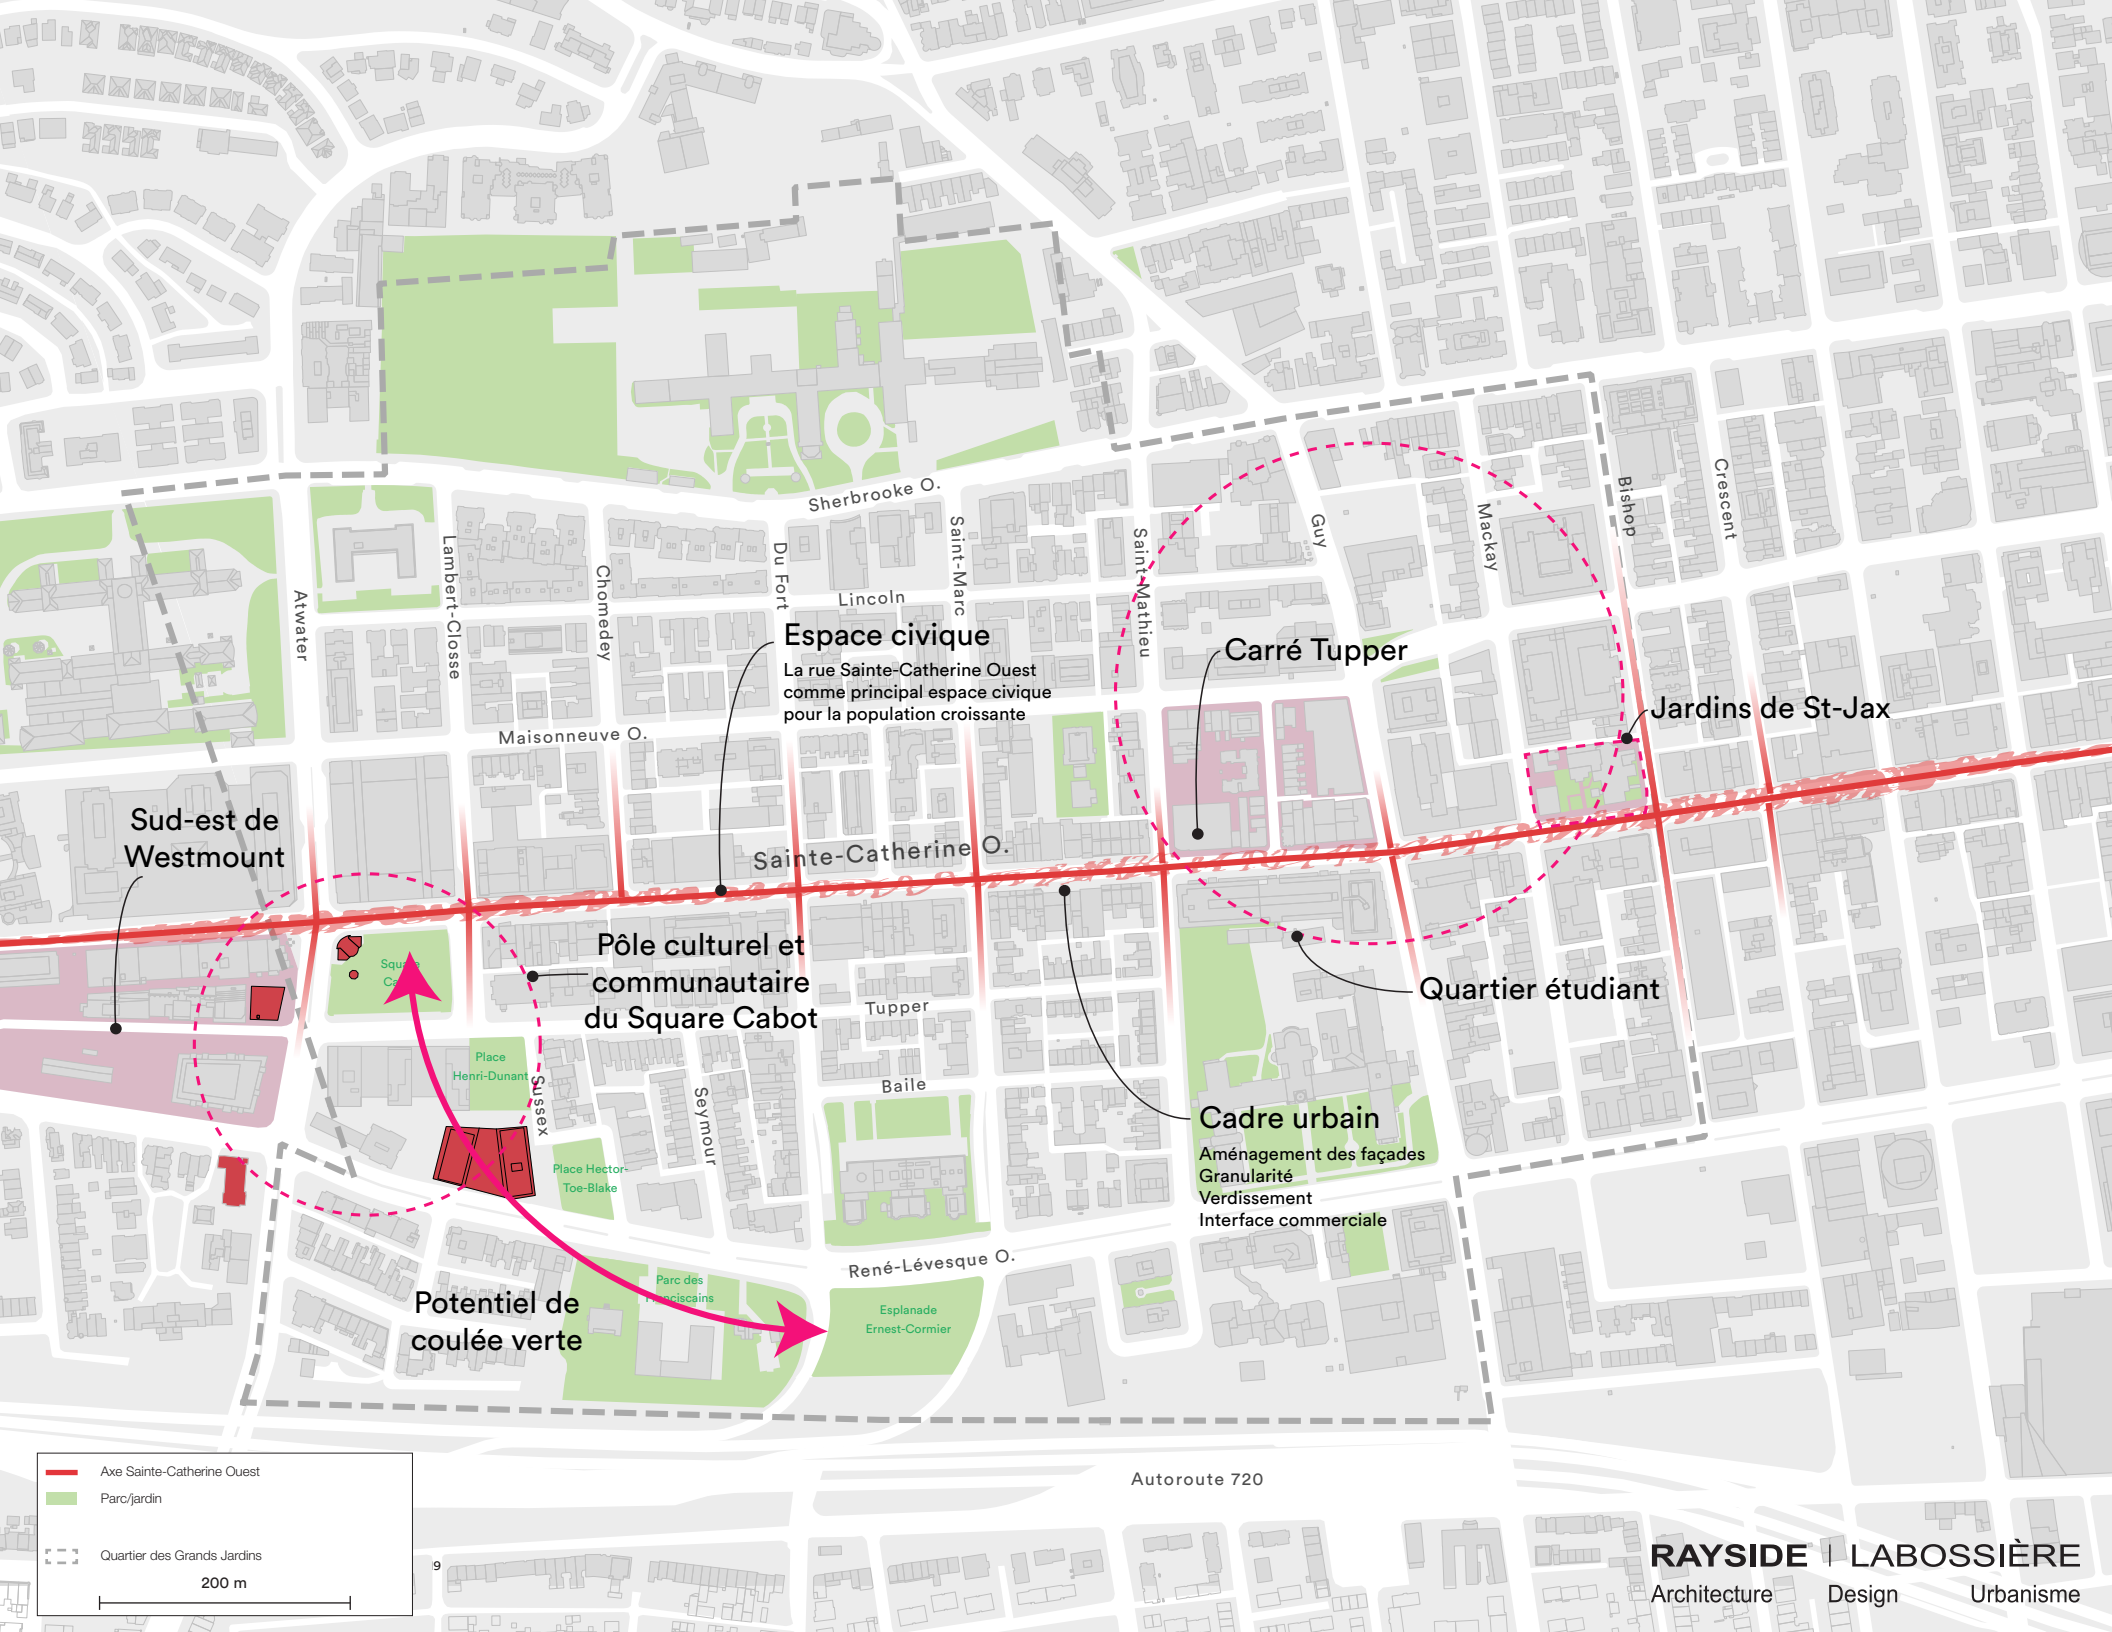 Sherbrooke O.
Bishop
Crescent
Mackay
Guy
Saint-Mathieu
Saint-Marc
Du Fort
Lambert-Closse
Chomedey
Atwater
Lincoln
Espace civique
La rue Sainte-Catherine Ouest
comme principal espace civique
pour la population croissante
Carré Tupper
Jardins de St-Jax
Maisonneuve O.
Sud-est de
Westmount
Sainte-Catherine O.
Pôle culturel et
communautaire
du Square Cabot
Quartier étudiant
Tupper
Place
Henri-Dunant
Sussex
Seymour
Baile
Cadre urbain
Aménagement des façades
Granularité
Verdissement
Interface commerciale
Place Hector-
Toe-Blake
René-Lévesque O.
Parc des
Potentiel de
coulée verte
Esplanade
Ernest-Cormier
Autoroute 720
Axe Sainte-Catherine Ouest
Parc/jardin
Quartier des Grands Jardins
200 m
9
RAYSIDE | LABOSSIÈRE
Architecture Design Urbanisme